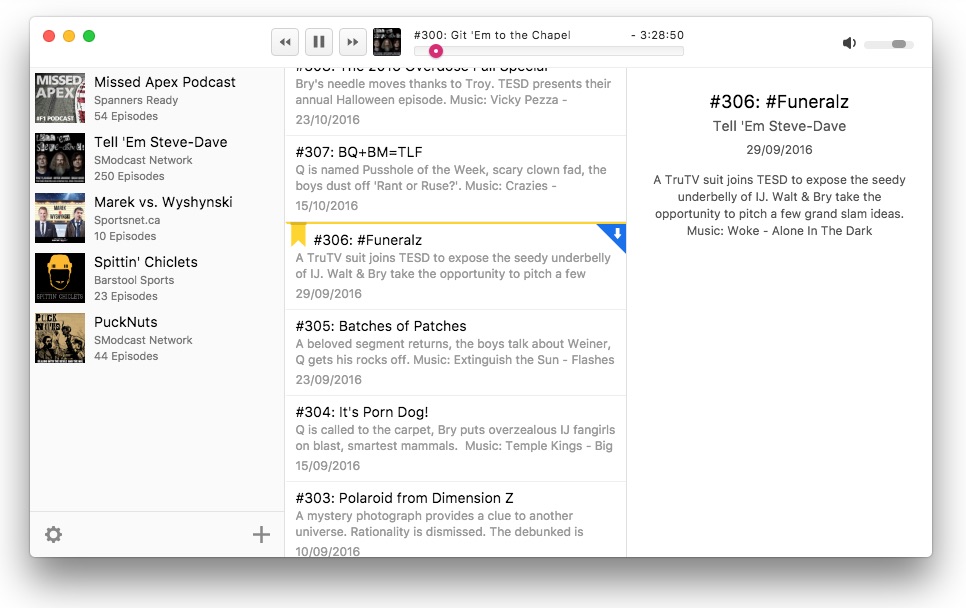 #300: Git 'Em to the Chapel - 3:28:50
MISSED
APEX
#F1 PODCAST
Missed Apex Podcast
Spanners Ready
54 Episodes
Tell 'Em Steve-Dave
SModcast Network
250 Episodes
MAREK
WYSHYNSKI
Marek vs. Wyshynski
Sportsnet.ca
10 Episodes
SPITTIN CHICLETS
Spittin' Chiclets
Barstool Sports
23 Episodes
PUCK
NUTS
PuckNuts
SModcast Network
44 Episodes
#308: The 2016 Overdose Fall Special
Bry's needle moves thanks to Troy. TESD presents their
annual Halloween episode. Music: Vicky Pezza -
23/10/2016
#307: BQ+BM=TLF
Q is named Pusshole of the Week, scary clown fad, the
boys dust off 'Rant or Ruse?'. Music: Crazies -
15/10/2016
#306: #Funeralz
A TruTV suit joins TESD to expose the seedy underbelly
of IJ. Walt & Bry take the opportunity to pitch a few
29/09/2016
#305: Batches of Patches
A beloved segment returns, the boys talk about Weiner,
Q gets his rocks off. Music: Extinguish the Sun - Flashes
23/09/2016
#304: It's Porn Dog!
Q is called to the carpet, Bry puts overzealous IJ fangirls
on blast, smartest mammals. Music: Temple Kings - Big
15/09/2016
#303: Polaroid from Dimension Z
A mystery photograph provides a clue to another
universe. Rationality is dismissed. The debunked is
10/09/2016
#306: #Funeralz
Tell 'Em Steve-Dave
29/09/2016
A TruTV suit joins TESD to expose the seedy
underbelly of IJ. Walt & Bry take the
opportunity to pitch a few grand slam ideas.
Music: Woke - Alone In The Dark